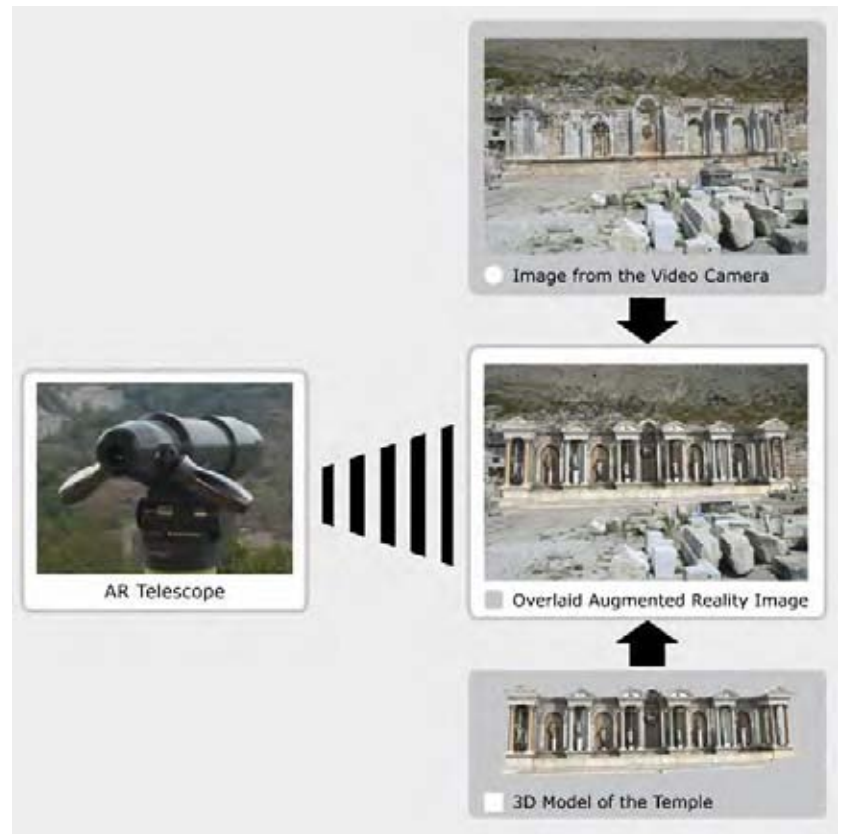 Image from the Video Camera
AR Telescope
Overlaid Augmented Reality Image
3D Model of the Temple